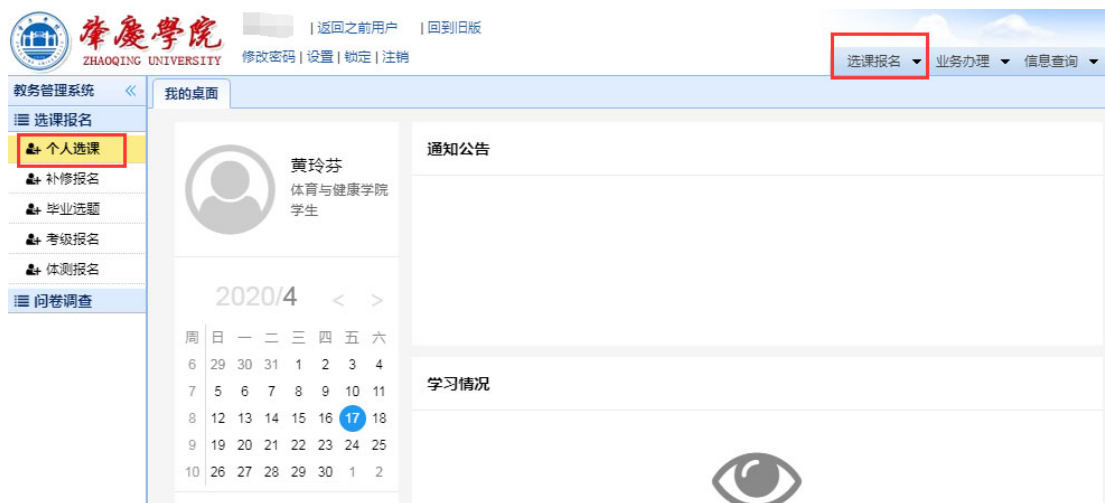 肇慶學院
ZHAOQING UNIVERSITY
|返回之前用户 |回到旧版
修改密码|设置|锁定|注销
选课报名 业务办理 信息查询
教务管理系统 《 我的桌面
选课报名
个人选课
补修报名
毕业选题
考级报名
体测报名
问卷调查
黄玲芬
体育与健康学院
学生
2020/4 < >
周 日 一 二 三 四 五 六
6 29 30 31 1 2 3 4
7 5 6 7 8 9 10 11
8 12 13 14 15 16 17 18
9 19 20 21 22 23 24 25
10 26 27 28 29 30 1 2
通知公告
学习情况